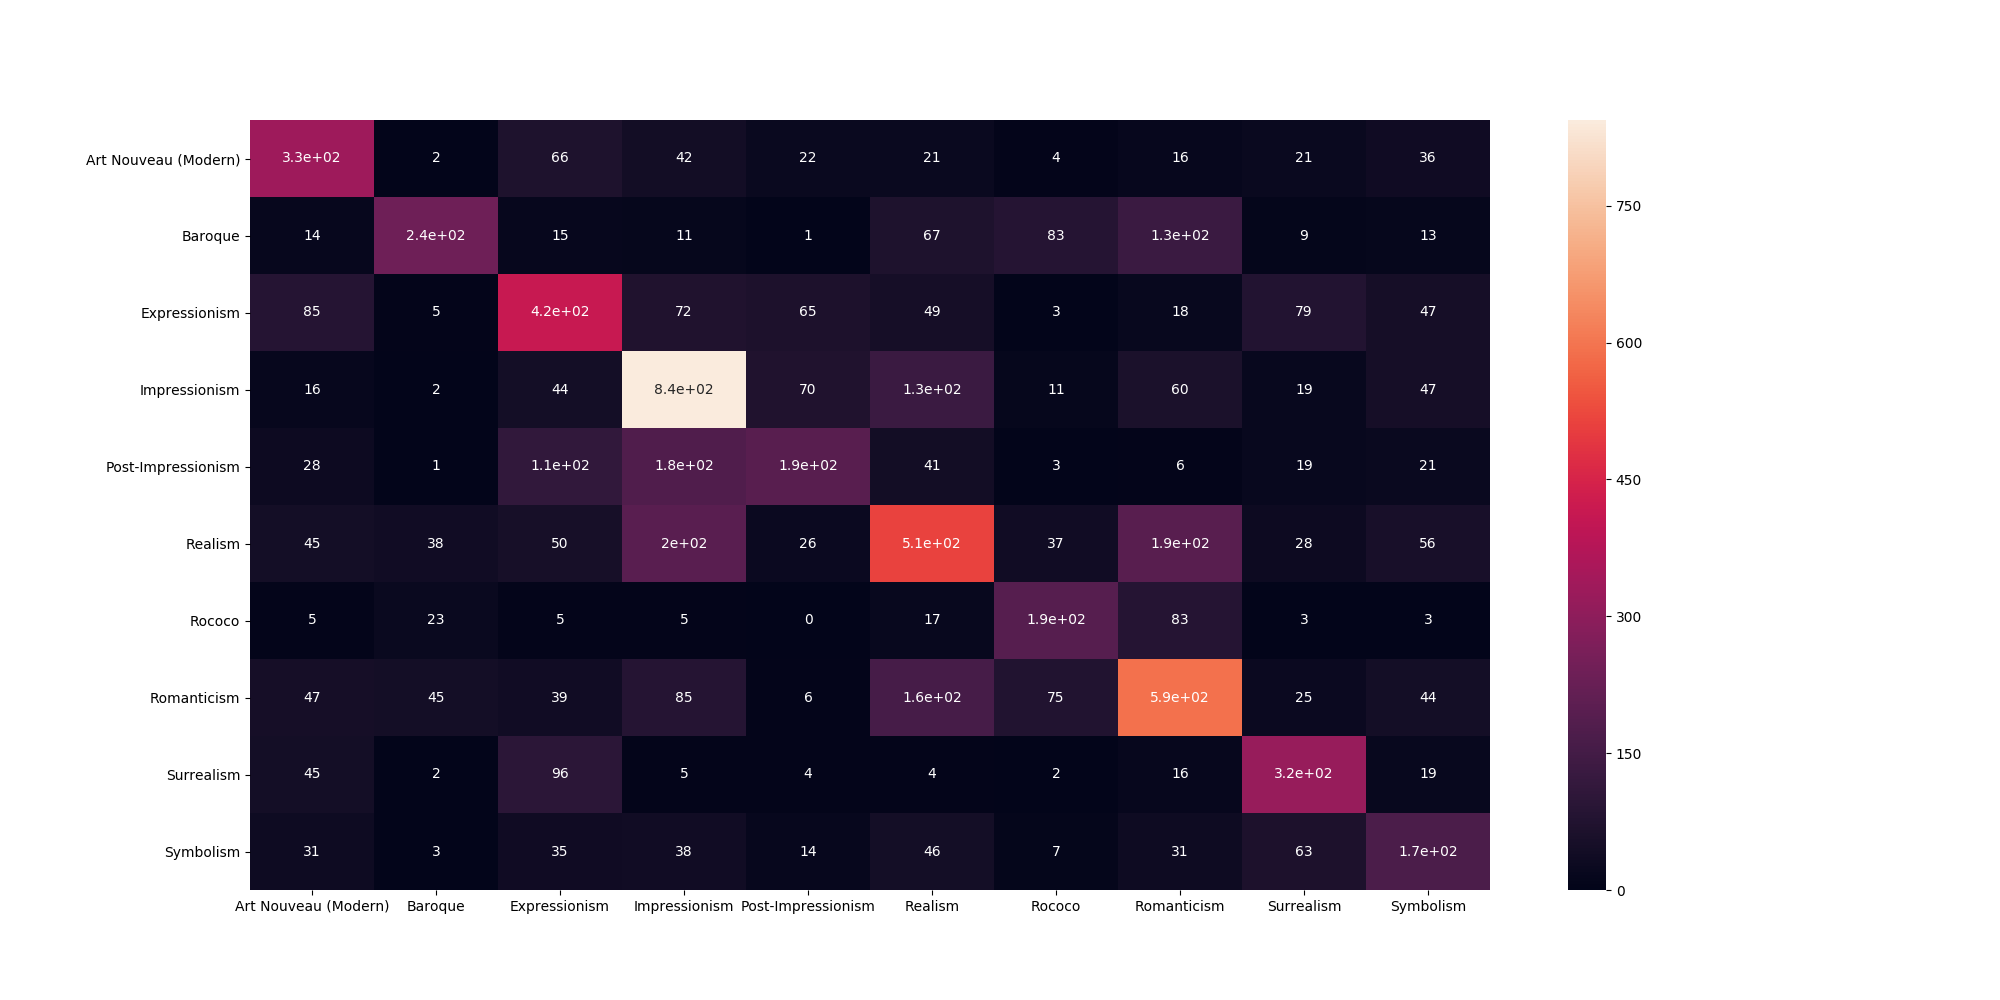 Art Nouveau (Modern) 3.3e+02 2 66 42 22 21 4 16 21 36
750
Baroque 14 2.4e+02 15 11 1 67 83 1.3e+02 9 13
Expressionism 85 5 4.2e+02 72 65 49 3 18 79 47
600
Impressionism 16 2 44 8.4e+02 70 1.3e+02 11 60 19 47
Post-Impressionism 28 1 1.1e+02 1.8e+02 1.9e+02 41 3 6 19 21
450
Realism 45 38 50 2e+02 26 5.1e+02 37 1.9e+02 28 56
Rococo 5 23 5 5 0 17 1.9e+02 83 3 3
300
Romanticism 47 45 39 85 6 1.6e+02 75 5.9e+02 25 44
150
Surrealism 45 2 96 5 4 4 2 16 3.2e+02 19
Symbolism 31 3 35 38 14 46 7 31 63 1.7e+02
0
Art Nouveau (Modern) Baroque Expressionism Impressionism Post-Impressionism Realism Rococo Romanticism Surrealism Symbolism